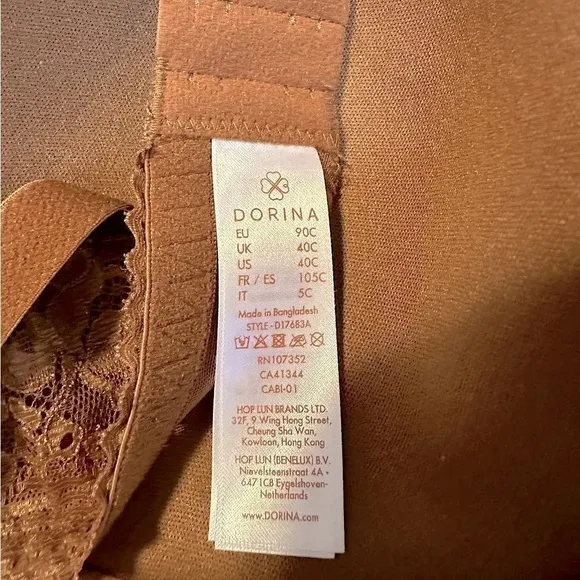 DORINA
EU 90C
UK 40C
US 40C
FR / ES 105C
IT 5C
Made in Bangladesh
STYLE-D17683A
RN107352
CA41344
CABI-01
HOP LUN BRANDS LTD.
32F, 9 Wing Hong Street,
Cheung Sha Wan,
Kowloon, Hong Kong
HOP LUN (BENELUX) B.V.
Nievelsteenstraat 4A •
6471CB Eygelshoven-
Netherlands
www.DORINA.com